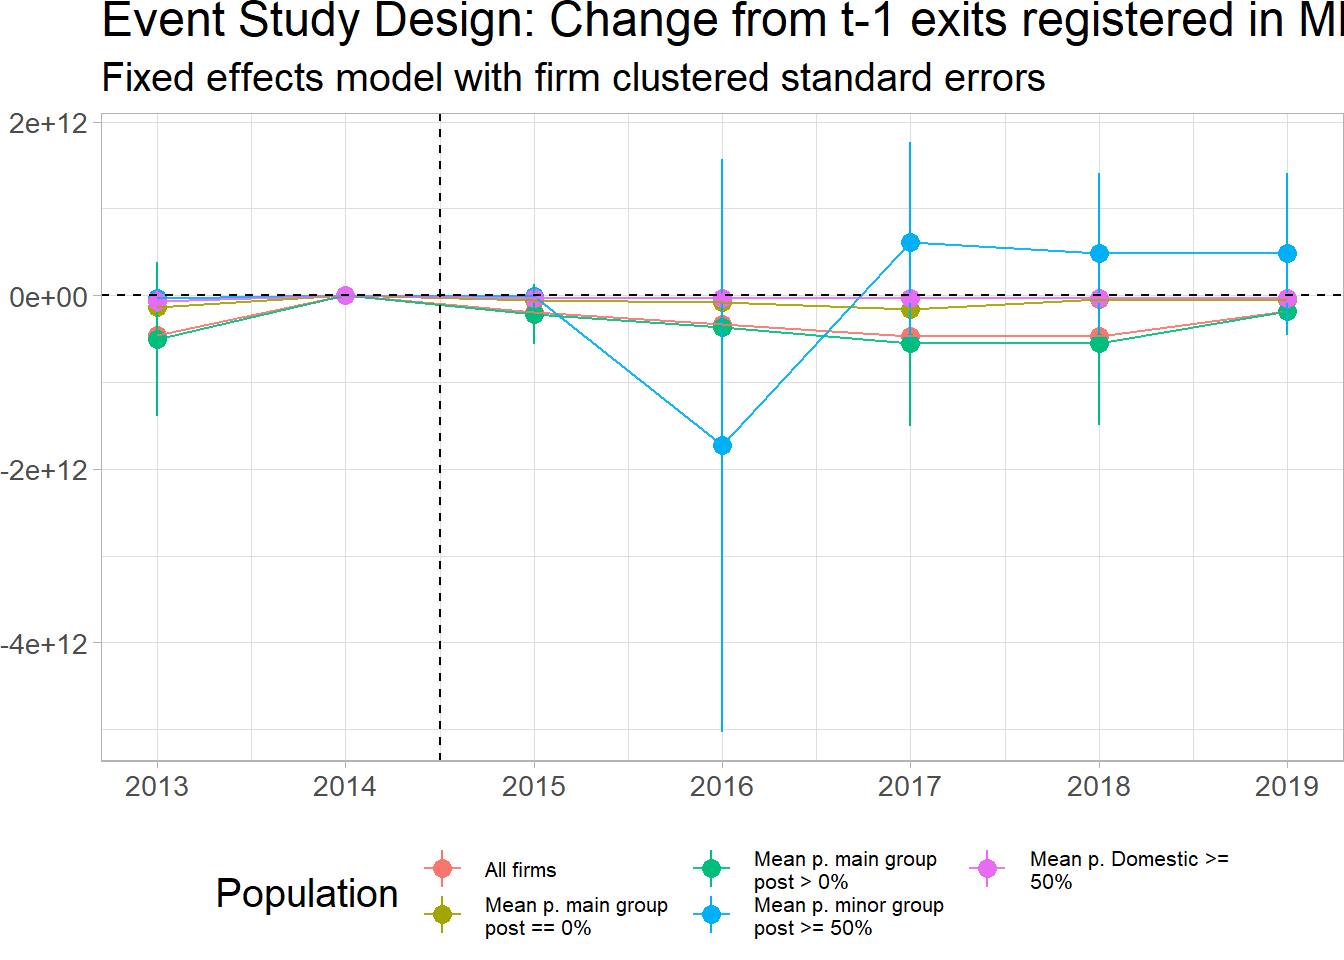 Event Study Design: Change from t-1 exits registered in
Fixed effects model with firm clustered standard errors
2e+12
0e+00
-2e+12
-4e+12
2013 2014 2015 2016 2017 2018 2019
Population
All firms
Mean p. main group
post == 0%
Mean p. main group
post > 0%
Mean p. minor group
post >= 50%
Mean p. Domestic >=
50%